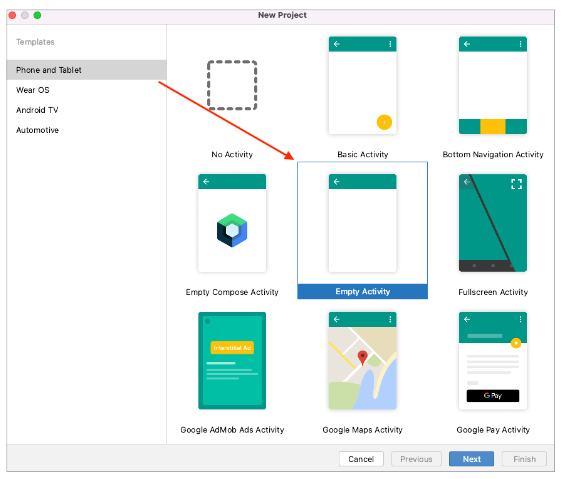 New Project
Templates
Phone and Tablet
Wear OS
Android TV
Automotive
No Activity
Basic Activity
Bottom Navigation Activity
Empty Compose Activity
Empty Activity
Fullscreen Activity
Interstitial Ad
G Pay
Google AdMob Ads Activity
Google Maps Activity
Google Pay Activity
Cancel
Previous
Next
Finish